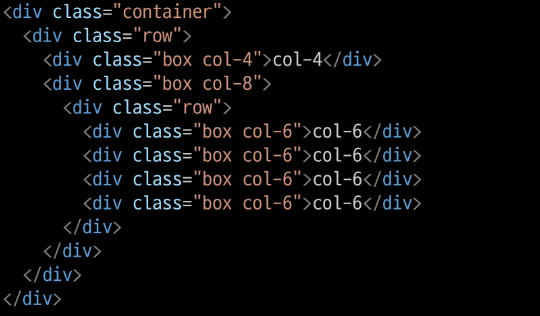 <div class="container">
<div class="row">
<div class="box col-4">col-4</div>
<div class="box col-8">
<div class="row">
<div class="box col-6">col-6</div>
<div class="box col-6">col-6</div>
<div class="box col-6">col-6</div>
<div class="box col-6">col-6</div>
</div>
</div>
</div>
</div>